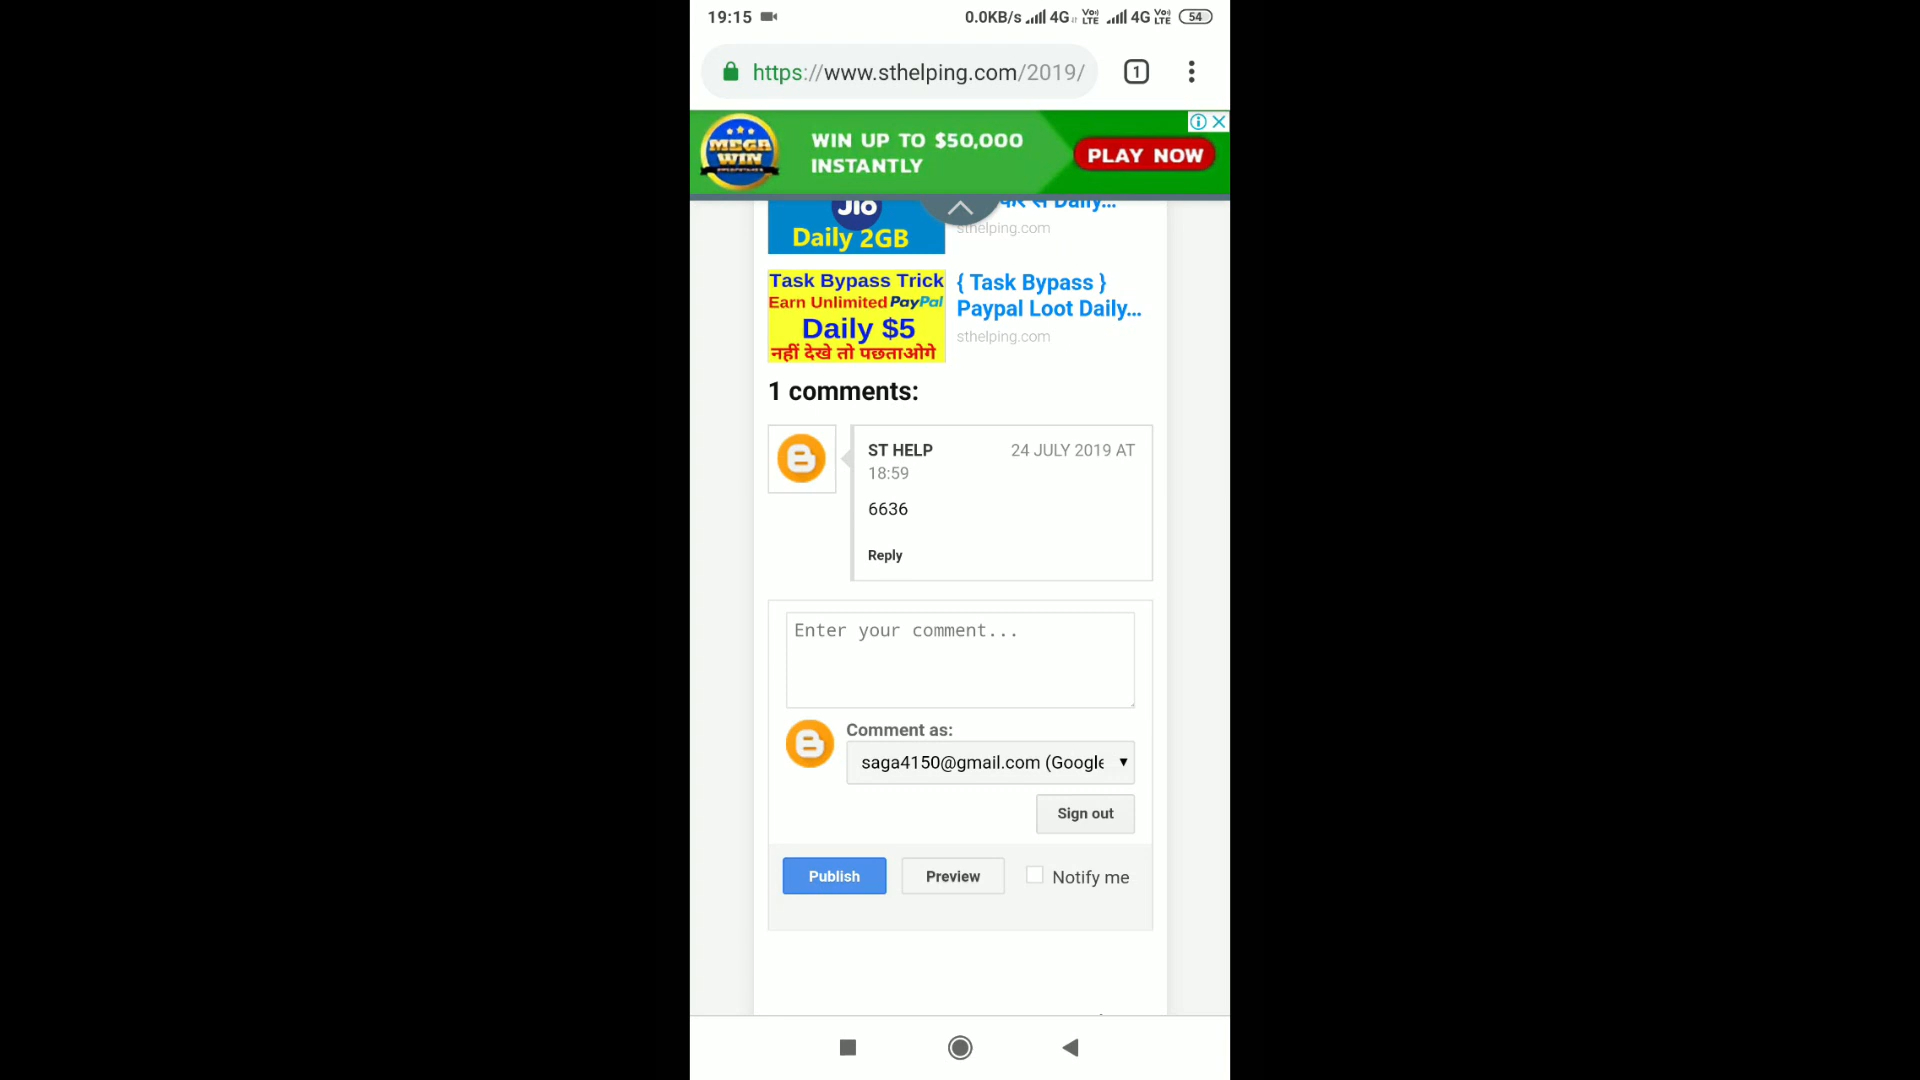 19:15
0.0KB/s 4G VoLTE 4G VoLTE 54
https://www.sthelping.com/2019/
1
MEGA WIN
WIN UP TO $50,000
INSTANTLY
PLAY NOW
Jio
Daily 2GB
Daily...
sthelping.com
Task Bypass Trick
Earn Unlimited PayPal
Daily $5
नहीं देखे तो पछताओगे
{ Task Bypass }
Paypal Loot Daily...
sthelping.com
1 comments:
ST HELP
24 JULY 2019 AT
18:59
6636
Reply
Enter your comment...
Comment as:
saga4150@gmail.com (Google
Sign out
Publish
Preview
Notify me